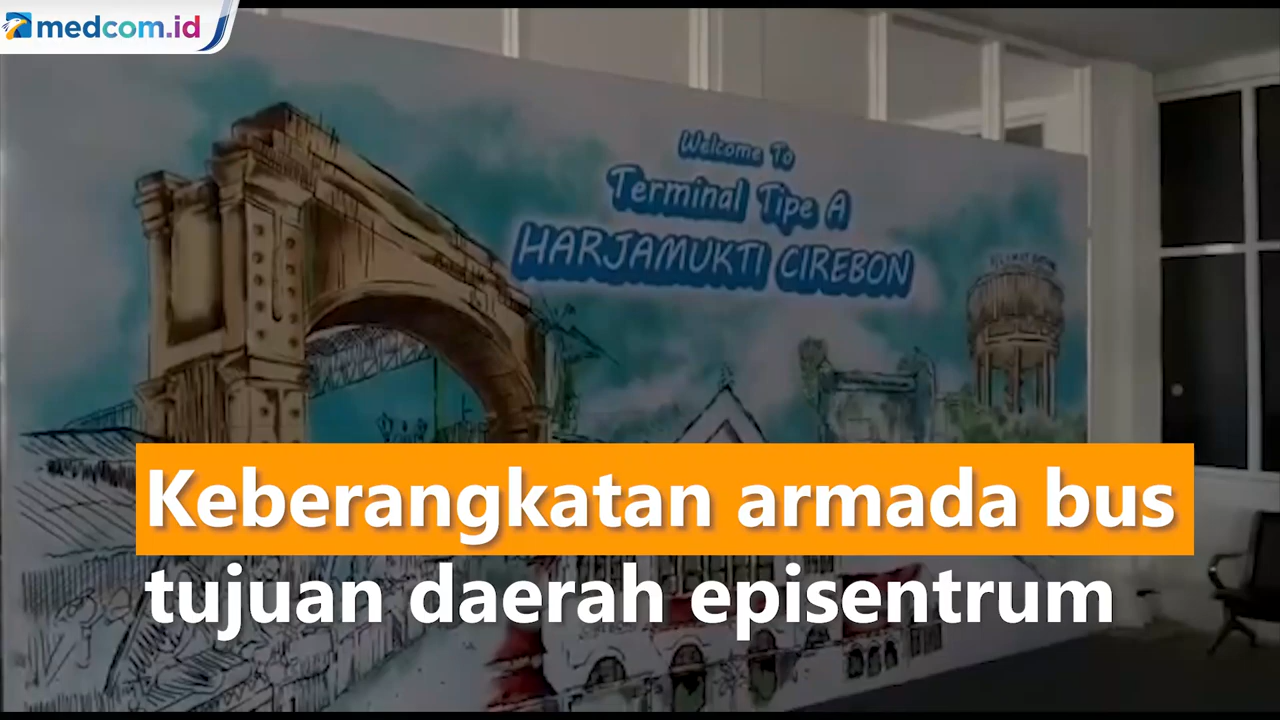 medcom.id
Welcome To
Terminal Tipe A
HARJAMUKTI CIREBON
Keberangkatan armada bus
tujuan daerah episentrum